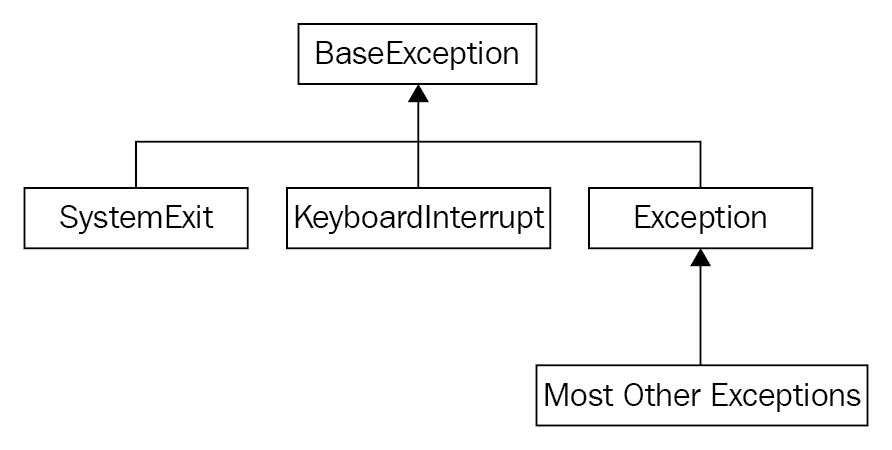 BaseException
SystemExit
KeyboardInterrupt
Exception
Most Other Exceptions